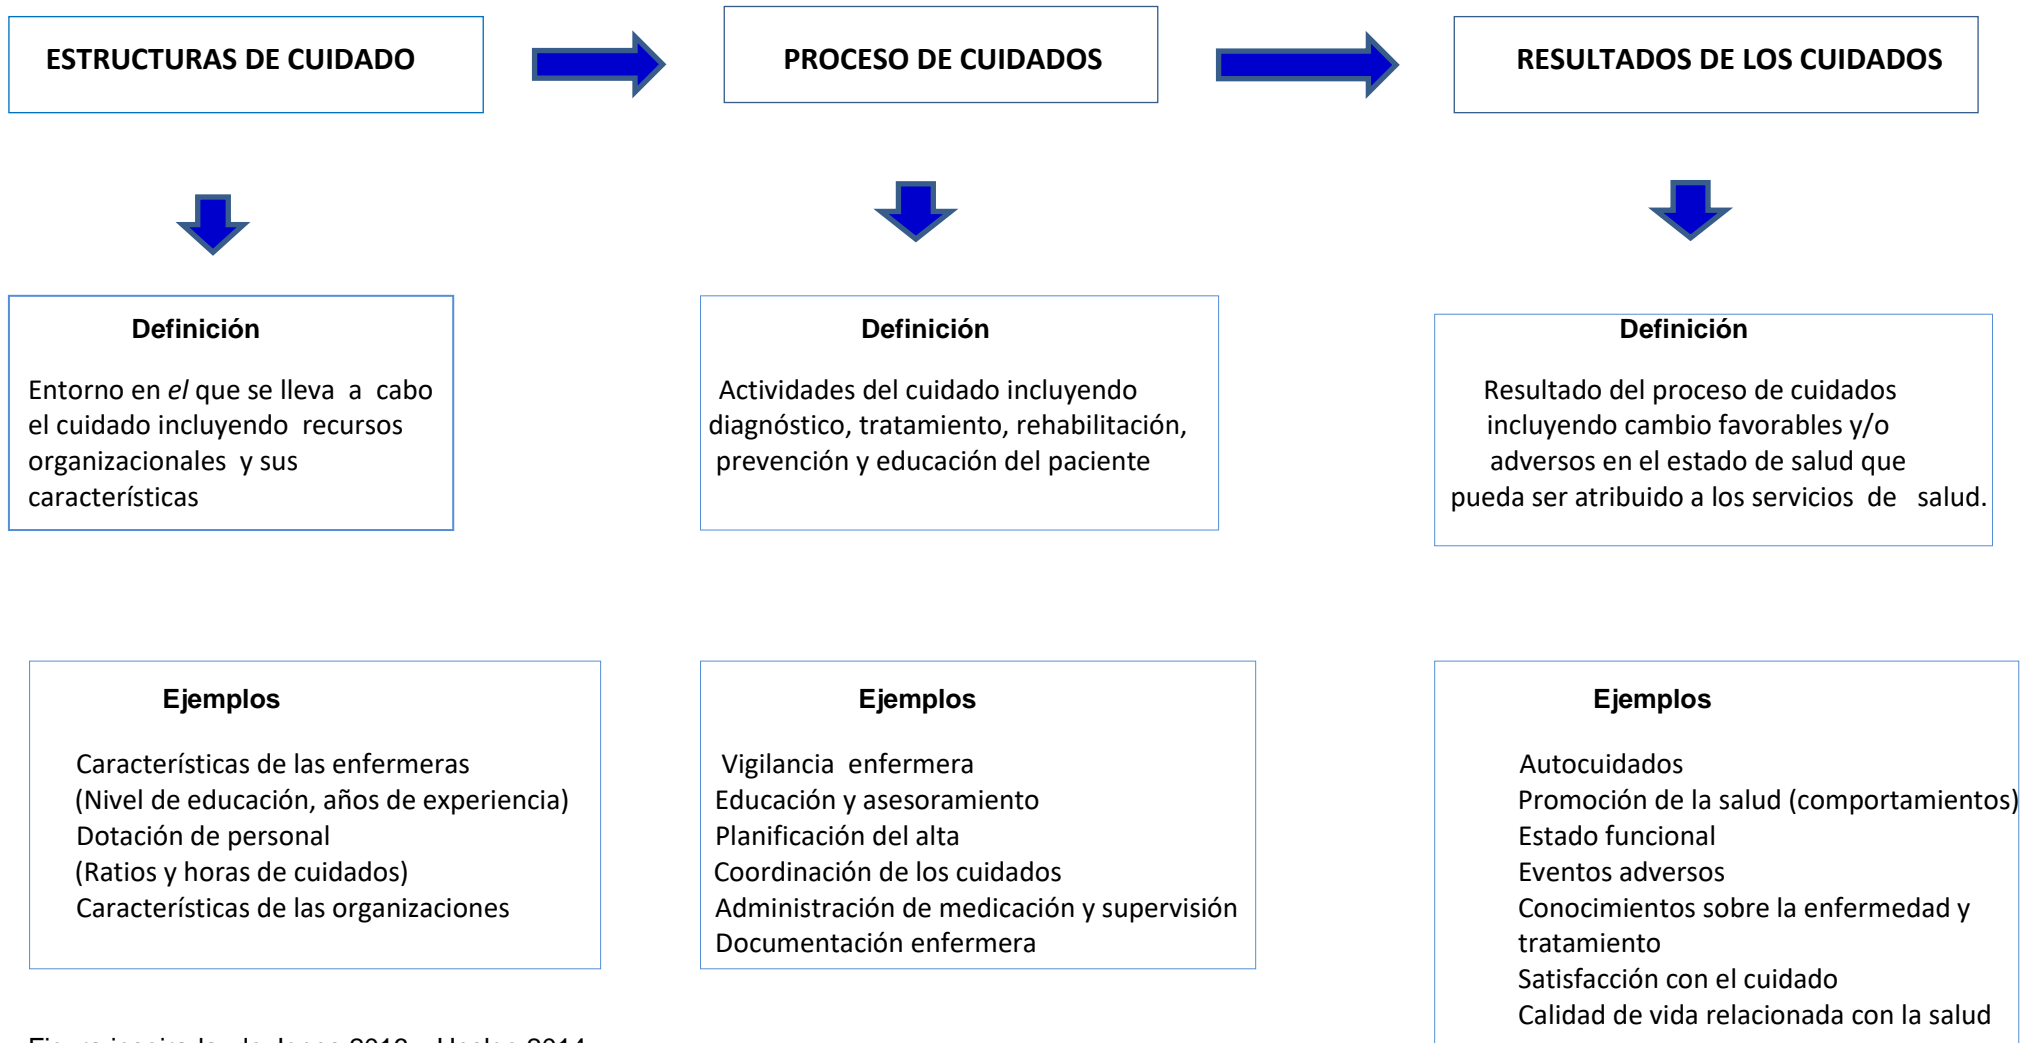 ESTRUCTURAS DE CUIDADO
PROCESO DE CUIDADOS
RESULTADOS DE LOS CUIDADOS
Definición
Entorno en el que se lleva a cabo
el cuidado incluyendo recursos
organizacionales y sus
características
Definición
Actividades del cuidado incluyendo
diagnóstico, tratamiento, rehabilitación,
prevención y educación del paciente
Definición
Resultado del proceso de cuidados
incluyendo cambio favorables y/o
adversos en el estado de salud que
pueda ser atribuido a los servicios de salud.
Ejemplos
Características de las enfermeras
(Nivel de educación, años de experiencia)
Dotación de personal
(Ratios y horas de cuidados)
Características de las organizaciones
Ejemplos
Vigilancia enfermera
Educación y asesoramiento
Planificación del alta
Coordinación de los cuidados
Administración de medicación y supervisión
Documentación enfermera
Ejemplos
Autocuidados
Promoción de la salud (comportamientos)
Estado funcional
Eventos adversos
Conocimientos sobre la enfermedad y
tratamiento
Satisfacción con el cuidado
Calidad de vida relacionada con la salud